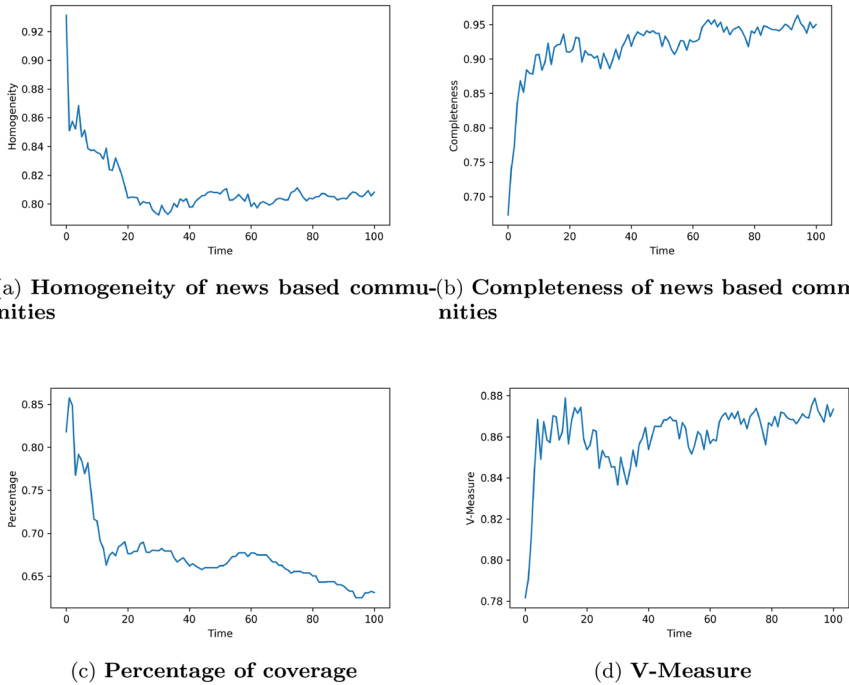 0.92
0.90
0.88
0.86
0.84
0.82
0.80
Homogeneity
0 20 40 60 80 100
Time
0.95
0.90
0.85
0.80
0.75
0.70
Completeness
0 20 40 60 80 100
Time
(a) Homogeneity of news based commu-
nities
(b) Completeness of news based comm
nities
0.85
0.80
0.75
0.70
0.65
Percentage
0 20 40 60 80 100
Time
0.88
0.86
0.84
0.82
0.80
0.78
V-Measure
0 20 40 60 80 100
Time
(c) Percentage of coverage
(d) V-Measure